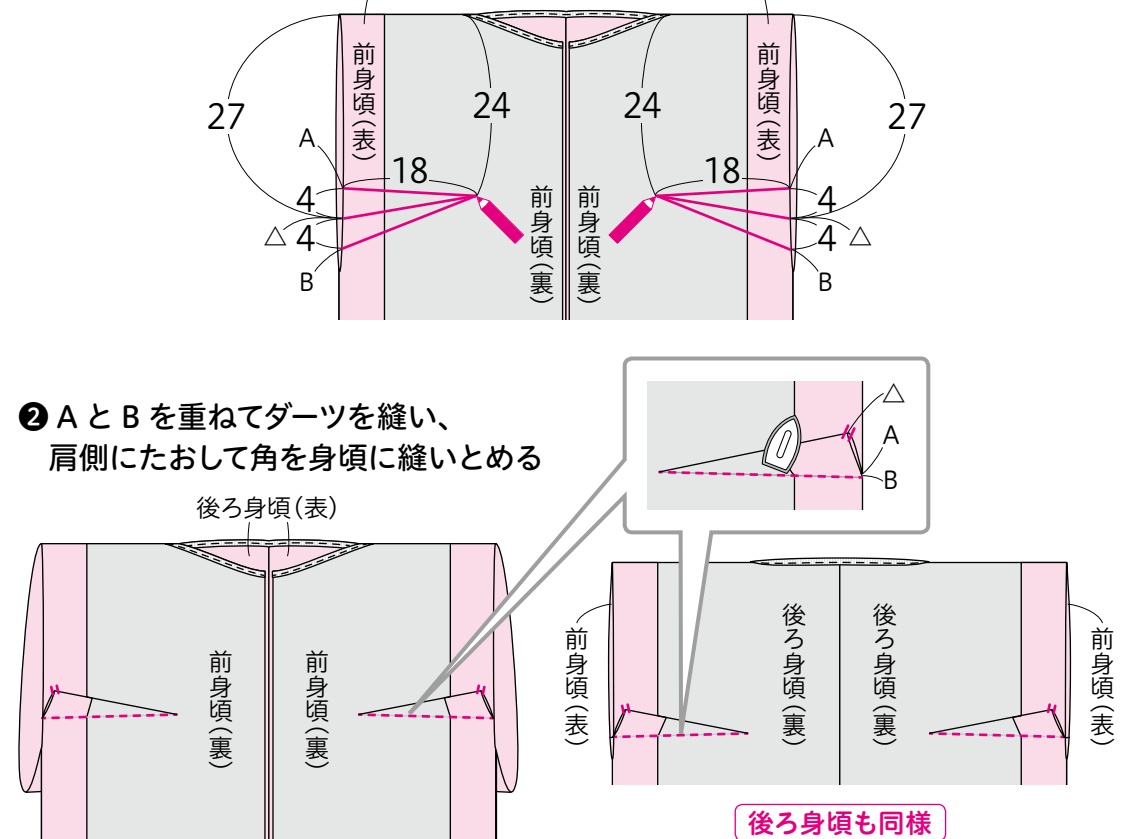 前身頃(表)
前身頃(表)
27
24
24
27
A
18
18
A
4
4
△
4
4
△
B
B
前身頃(裏)
前身頃(裏)
❷ A と B を重ねてダーツを縫い、
肩側にたおして角を身頃に縫いとめる
△
A
B
後ろ身頃(表)
前身頃(裏)
前身頃(裏)
前身頃(表)
後ろ身頃(裏)
後ろ身頃(裏)
前身頃(表)
後ろ身頃も同様